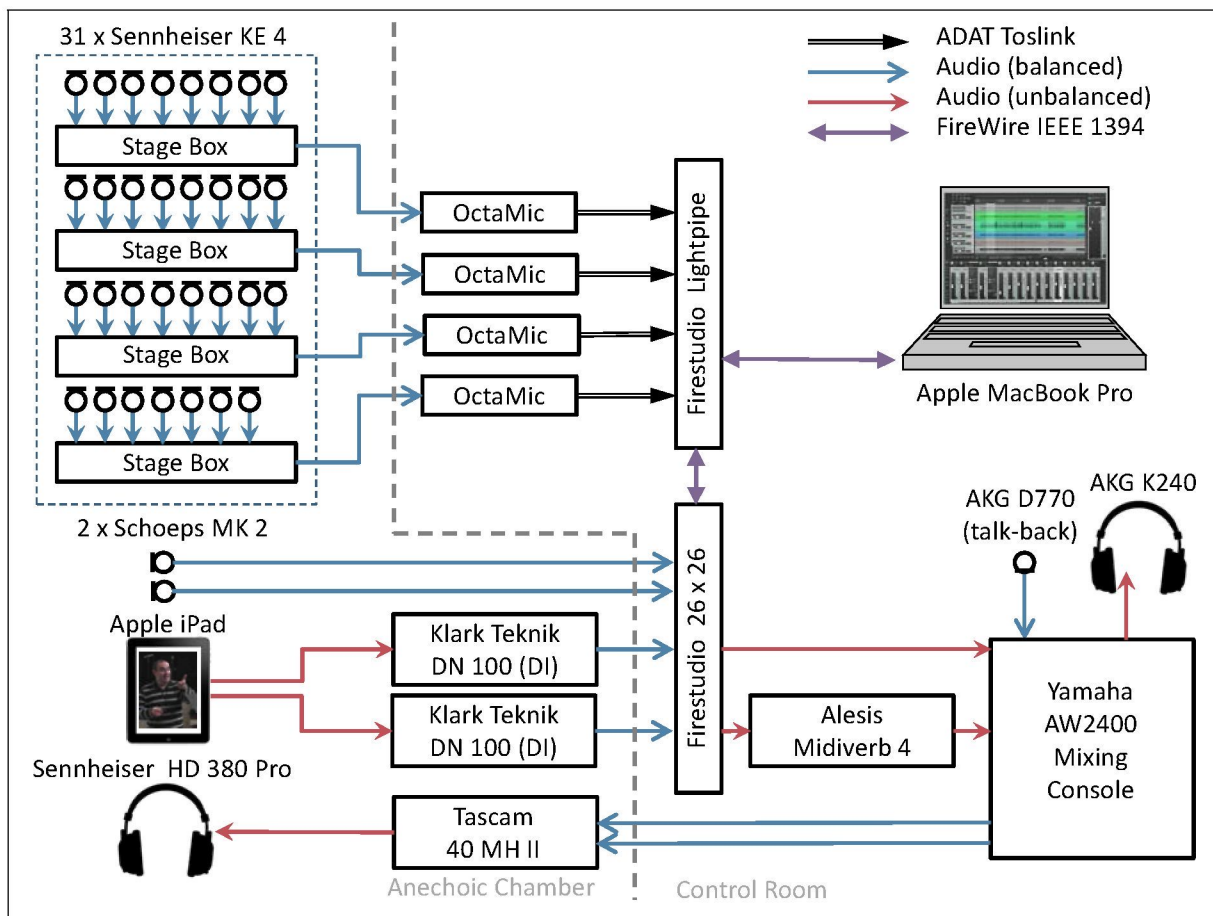 31 x Sennheiser KE 4
Stage Box
Stage Box
Stage Box
Stage Box
OctaMic
OctaMic
OctaMic
OctaMic
Firestudio Lightpipe
ADAT Toslink
Audio (balanced)
Audio (unbalanced)
FireWire IEEE 1394
Apple MacBook Pro
2 x Schoeps MK 2
Apple iPad
Klark Teknik
DN 100 (DI)
Klark Teknik
DN 100 (DI)
Firestudio 26 x 26
Alesis
Midiverb 4
AKG D770
(talk-back)
AKG K240
Yamaha
AW2400
Mixing
Console
Sennheiser HD 380 Pro
Tascam
40 MH II
Anechoic Chamber
Control Room